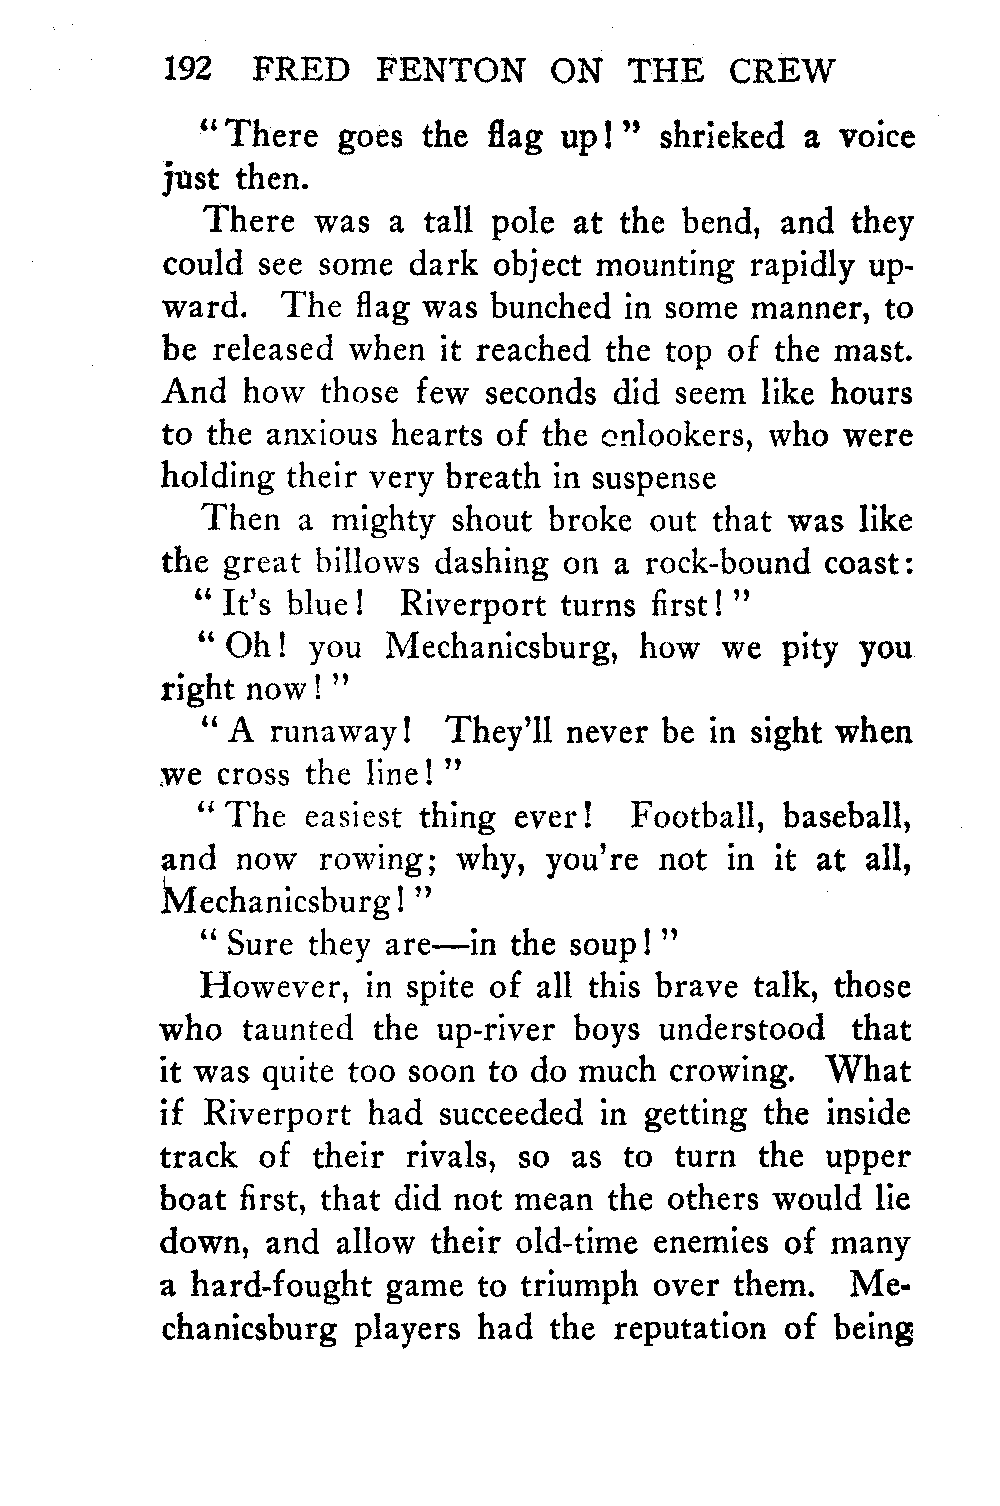 192 FRED FENTON ON THE CREW
“There goes the flag up!” shrieked a voice
just then.
There was a tall pole at the bend, and they
could see some dark object mounting rapidly up-
ward. The flag was bunched in some manner, to
be released when it reached the top of the mast.
And how those few seconds did seem like hours
to the anxious hearts of the onlookers, who were
holding their very breath in suspense
Then a mighty shout broke out that was like
the great billows dashing on a rock-bound coast:
“It's blue! Riverport turns first!”
“Oh! you Mechanicsburg, how we pity you
right now!”
“A runaway! They'll never be in sight when
we cross the line!”
“The easiest thing ever! Football, baseball,
and now rowing; why, you're not in it at all,
Mechanicsburg!”
“Sure they are—in the soup!”
However, in spite of all this brave talk, those
who taunted the up-river boys understood that
it was quite too soon to do much crowing. What
if Riverport had succeeded in getting the inside
track of their rivals, so as to turn the upper
boat first, that did not mean the others would lie
down, and allow their old-time enemies of many
a hard-fought game to triumph over them. Me-
chanicsburg players had the reputation of being